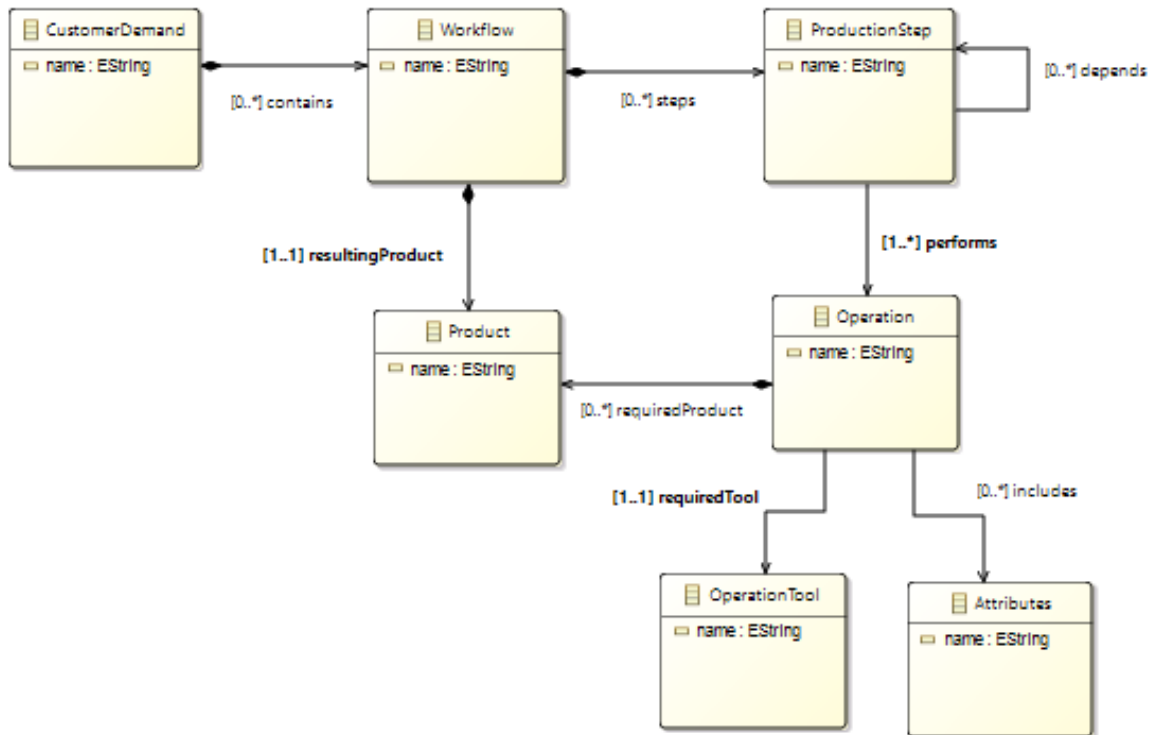 CustomerDemand
name : EString
[0..*] contains
Workflow
name : EString
[0..*] steps
ProductionStep
name : EString
[0..*] depends
[1..1] resultingProduct
[1..*] performs
Product
name : EString
[0..*] requiredProduct
Operation
name : EString
[1..1] requiredTool
[0..*] includes
OperationTool
name : EString
Attributes
name : EString